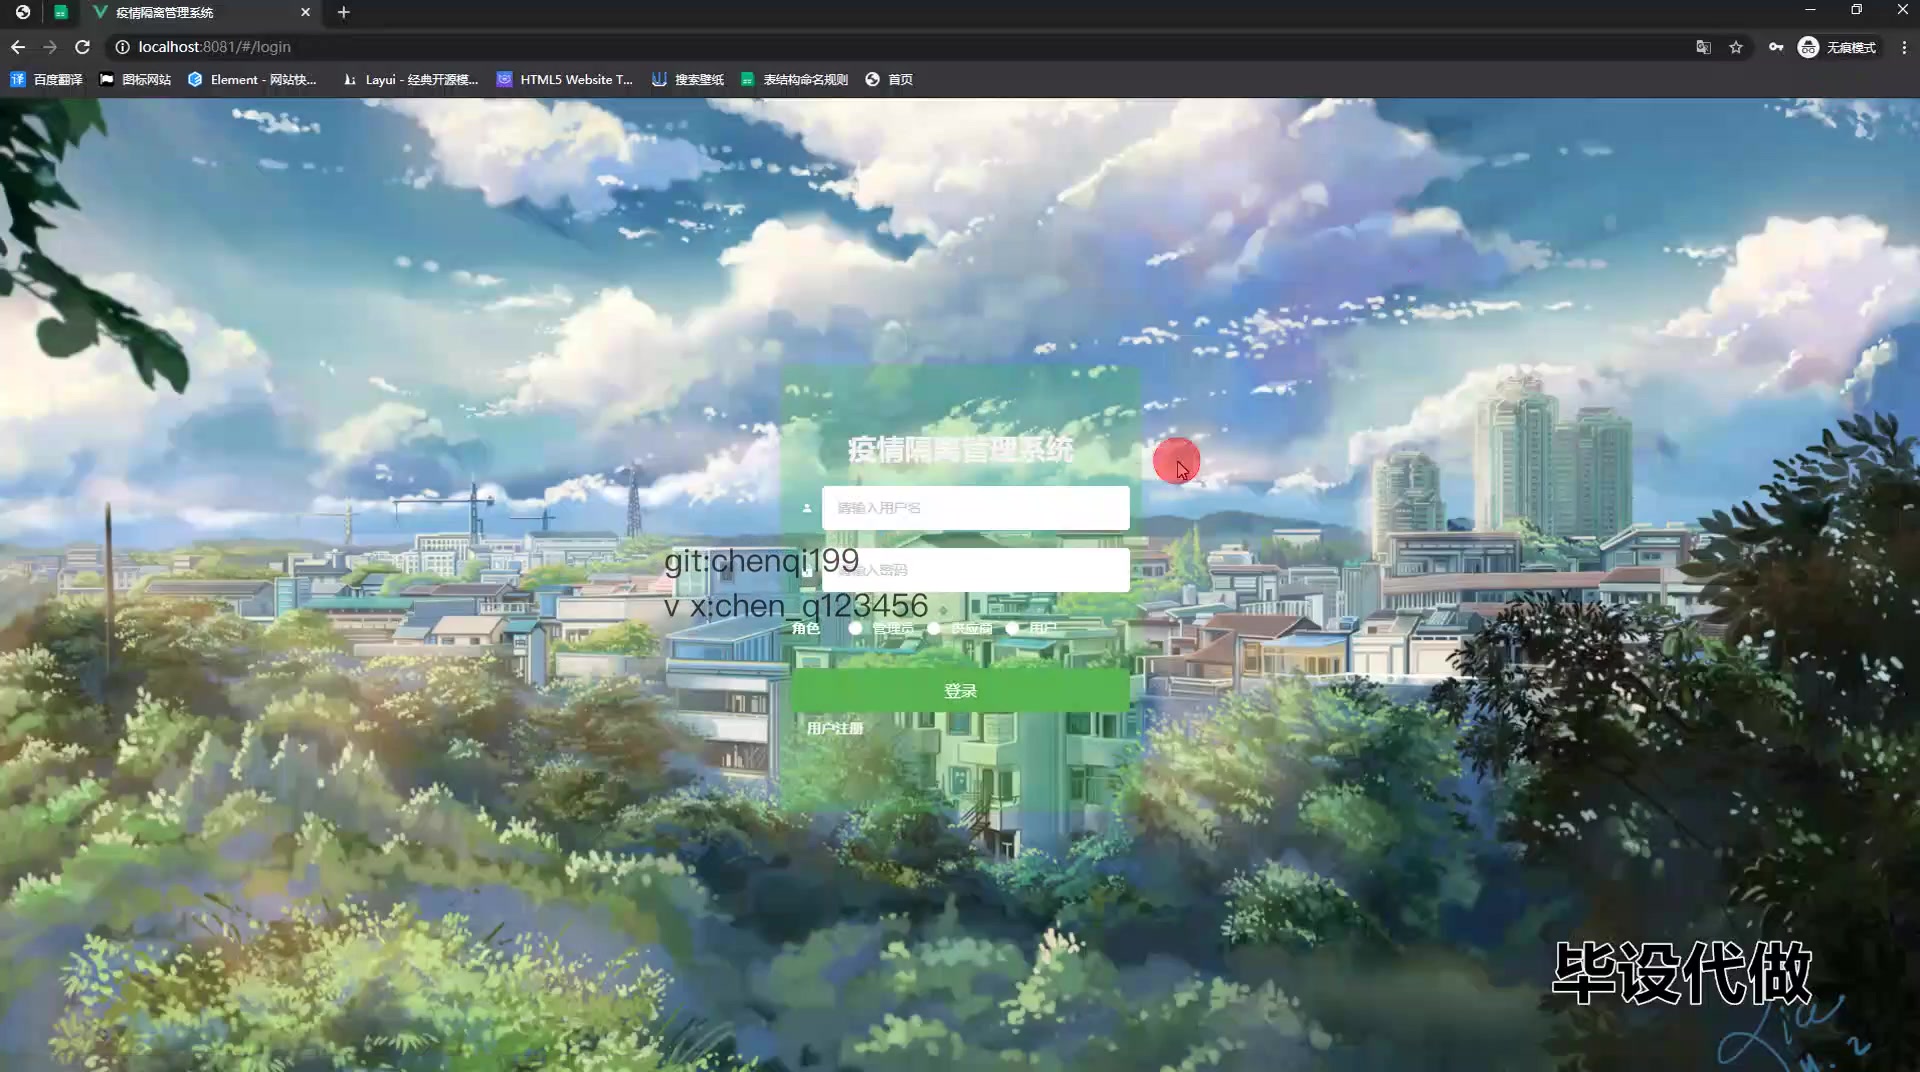 疫情隔离管理系统
localhost:8081/#/login
无痕模式
百度翻译
图标网站
Element - 网站快...
Layui - 经典开源模...
HTML5 Website T...
搜索壁纸
表结构命名规则
首页
疫情隔离管理系统
请输入用户名
git:chenqi199
请输入密码
v x:chen_q123456
角色 管理员 供应商 用户
登录
用户注册
毕设代做